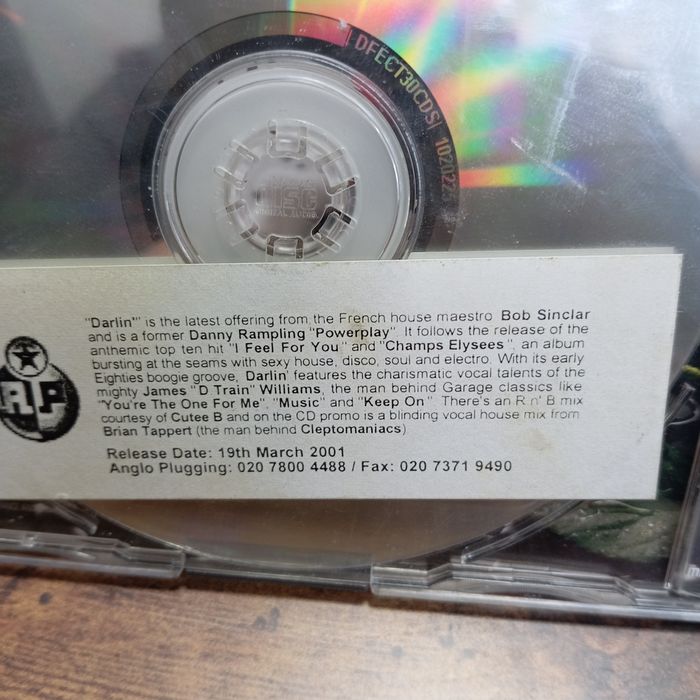 DFECT30CDS
disc
DIGITAL AUDIO
"Darlin'" is the latest offering from the French house maestro Bob Sinclar
and is a former Danny Rampling "Powerplay". It follows the release of the
anthemic top ten hit "I Feel For You" and "Champs Elysees", an album
bursting at the seams with sexy house, disco, soul and electro. With its early
Eighties boogie groove, Darlin' features the charismatic vocal talents of the
mighty James "D Train" Williams, the man behind Garage classics like
"You're The One For Me", "Music" and "Keep On". There's an R n' B mix
courtesy of Cutee B and on the CD promo is a blinding vocal house mix from
Brian Tappert (the man behind Cleptomaniacs)
RP
Release Date: 19th March 2001
Anglo Plugging: 020 7800 4488 / Fax: 020 7371 9490